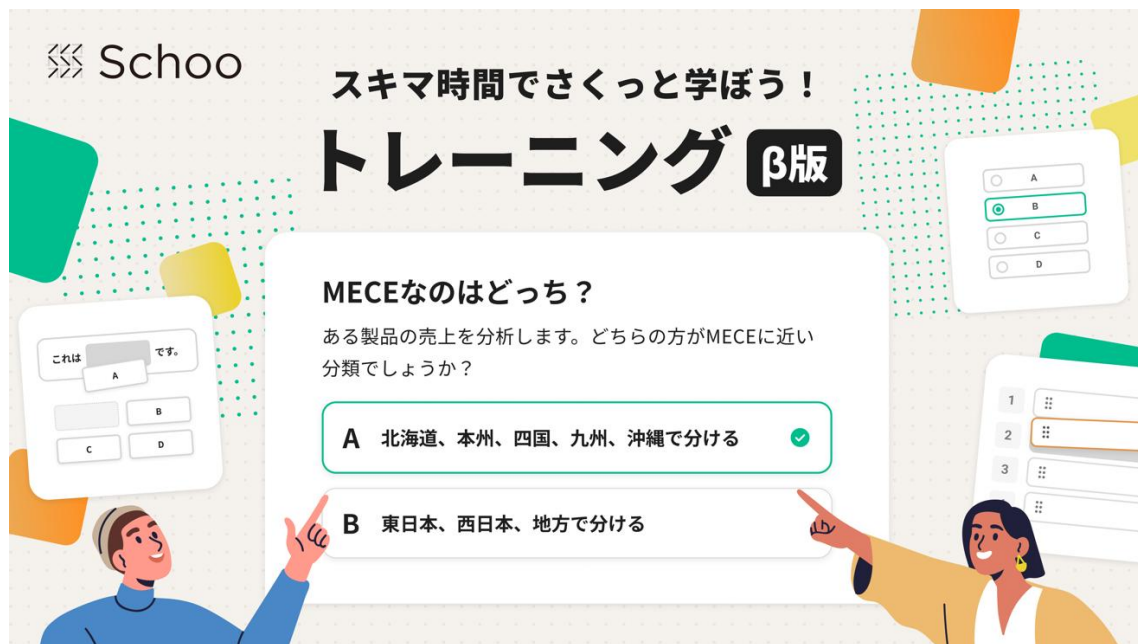 Schoo
スキマ時間でさくっと学ぼう！
トレーニング β版
MECEなのはどっち？
ある製品の売上を分析します。どちらの方がMECEに近い
分類でしょうか？
A 北海道、本州、四国、九州、沖縄で分ける
B 東日本、西日本、地方で分ける
これは です。
A
B
C D
A
B
C
D
1
2
3